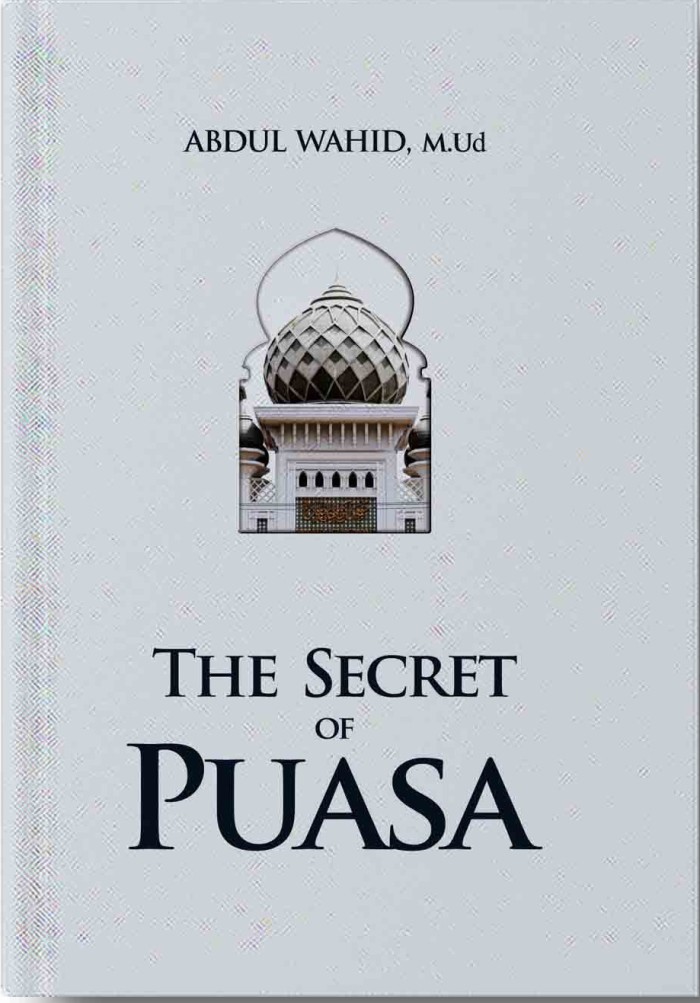 ABDUL WAHID, M.Ud
THE SECRET
OF
PUASA